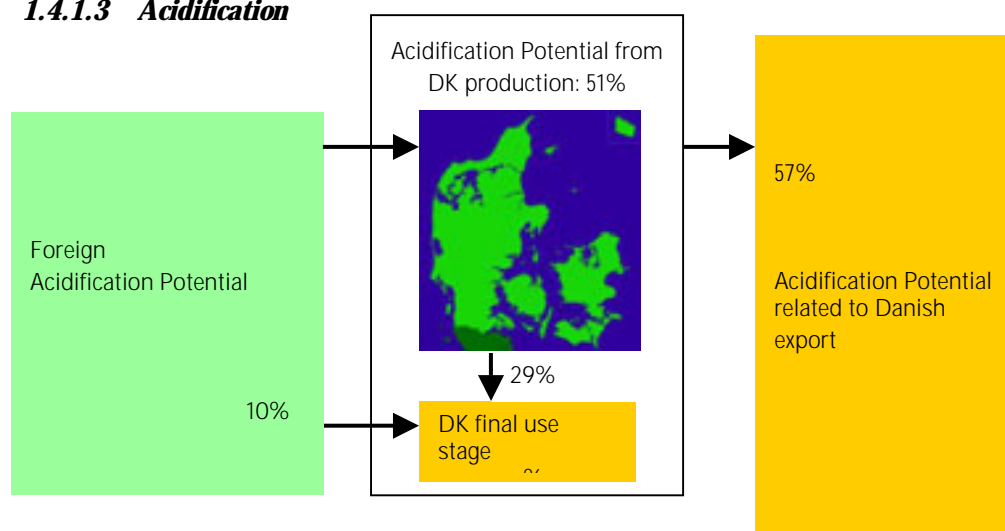 1.4.1.3 Acidification
Acidification Potential from
DK production: 51%
Foreign
Acidification Potential
10%
29%
DK final use
stage
%
57%
Acidification Potential
related to Danish
export